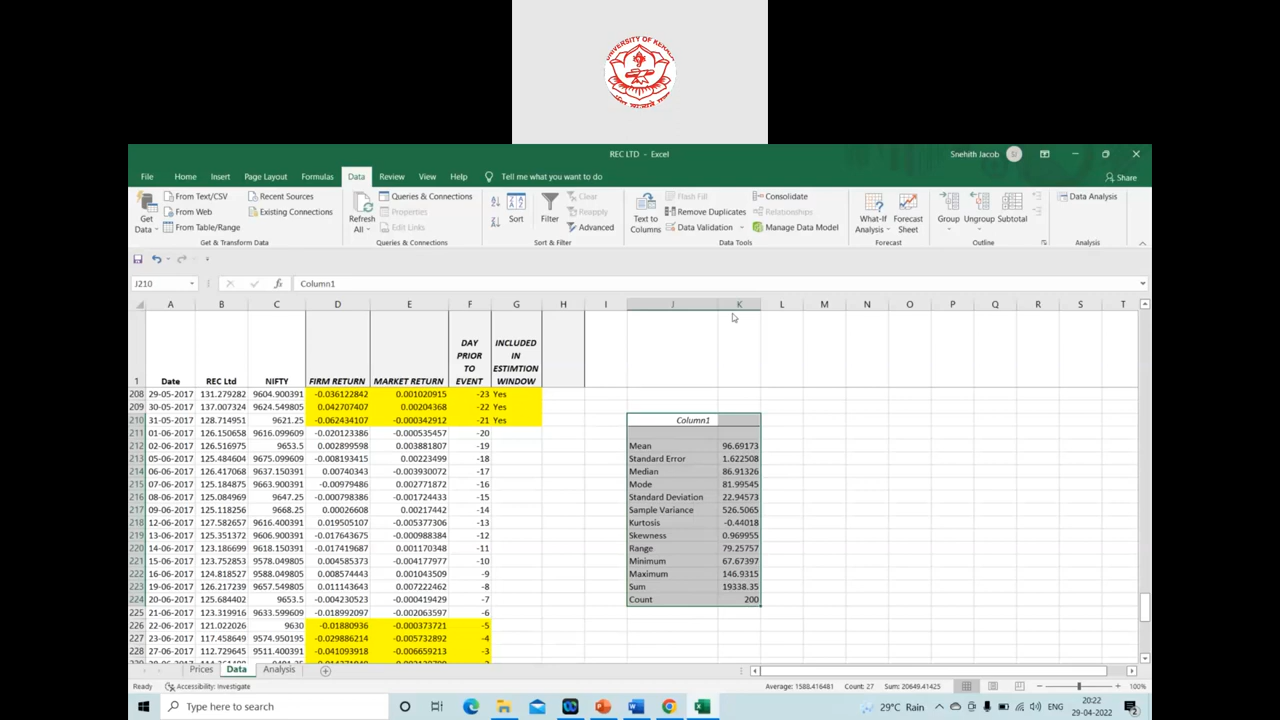 UNIVERSITY OF KERALA
REC LTD - Excel
Snehith Jacob
SJ
File Home Insert Page Layout Formulas Data Review View Help Tell me what you want to do
Share
Get Data
From Text/CSV
From Web
From Table/Range
Recent Sources
Existing Connections
Get & Transform Data
Refresh All
Queries & Connections
Properties
Edit Links
Queries & Connections
Sort
Filter
Clear
Reapply
Advanced
Sort & Filter
Text to Columns
Flash Fill
Remove Duplicates
Data Validation
Consolidate
Relationships
Manage Data Model
Data Tools
What-If Analysis
Forecast Sheet
Forecast
Group
Ungroup
Subtotal
Outline
Data Analysis
Analysis
J210
fx
Column1
A B C D E F G H I J K L M N O P Q R S T
1 Date REC Ltd NIFTY FIRM RETURN MARKET RETURN DAY PRIOR TO EVENT INCLUDED IN ESTIMTION WINDOW
208 29-05-2017 131.279282 9604.900391 -0.036122842 0.001020915 -23 Yes
209 30-05-2017 137.007324 9624.549805 0.042707407 0.00204368 -22 Yes
210 31-05-2017 128.714951 9621.25 -0.062434107 -0.000342912 -21 Yes Column1
211 01-06-2017 126.150658 9616.099609 -0.020123386 -0.000535457 -20
212 02-06-2017 126.516975 9653.5 0.002899598 0.003881807 -19 Mean 96.69173
213 05-06-2017 125.484604 9675.099609 -0.008193415 0.00223499 -18 Standard Error 1.622508
214 06-06-2017 126.417068 9637.150391 0.00740343 -0.003930072 -17 Median 86.91326
215 07-06-2017 125.184875 9663.900391 -0.00979486 0.002771872 -16 Mode 81.99545
216 08-06-2017 125.084969 9647.25 -0.000798386 -0.001724433 -15 Standard Deviation 22.94573
217 09-06-2017 125.118256 9668.25 0.00026608 0.00217442 -14 Sample Variance 526.5065
218 12-06-2017 127.582657 9616.400391 0.019505107 -0.005377306 -13 Kurtosis -0.44018
219 13-06-2017 125.351372 9606.900391 -0.017643675 -0.000988384 -12 Skewness 0.969955
220 14-06-2017 123.186699 9618.150391 -0.017419687 0.001170348 -11 Range 79.25757
221 15-06-2017 123.752853 9578.049805 0.004585373 -0.004177977 -10 Minimum 67.67397
222 16-06-2017 124.818527 9588.049805 0.008574443 0.001043509 -9 Maximum 146.9315
223 19-06-2017 126.217239 9657.549805 0.011143643 0.007222462 -8 Sum 19338.35
224 20-06-2017 125.684418 9653.5 -0.004230523 -0.000419429 -7 Count 200
225 21-06-2017 123.319916 9633.599609 -0.018992097 -0.002063597 -6
226 22-06-2017 121.022026 9630 -0.01880936 -0.000373721 -5
227 23-06-2017 117.458649 9574.950195 -0.029886214 -0.005732892 -4
228 27-06-2017 112.729645 9511.400391 -0.041093918 -0.006659213 -3
Prices Data Analysis
Ready Accessibility: Investigate Average: 1588.416481 Count: 27 Sum: 20649.41425 100%
Type here to search
29°C Rain
ENG
20:22
29-04-2022